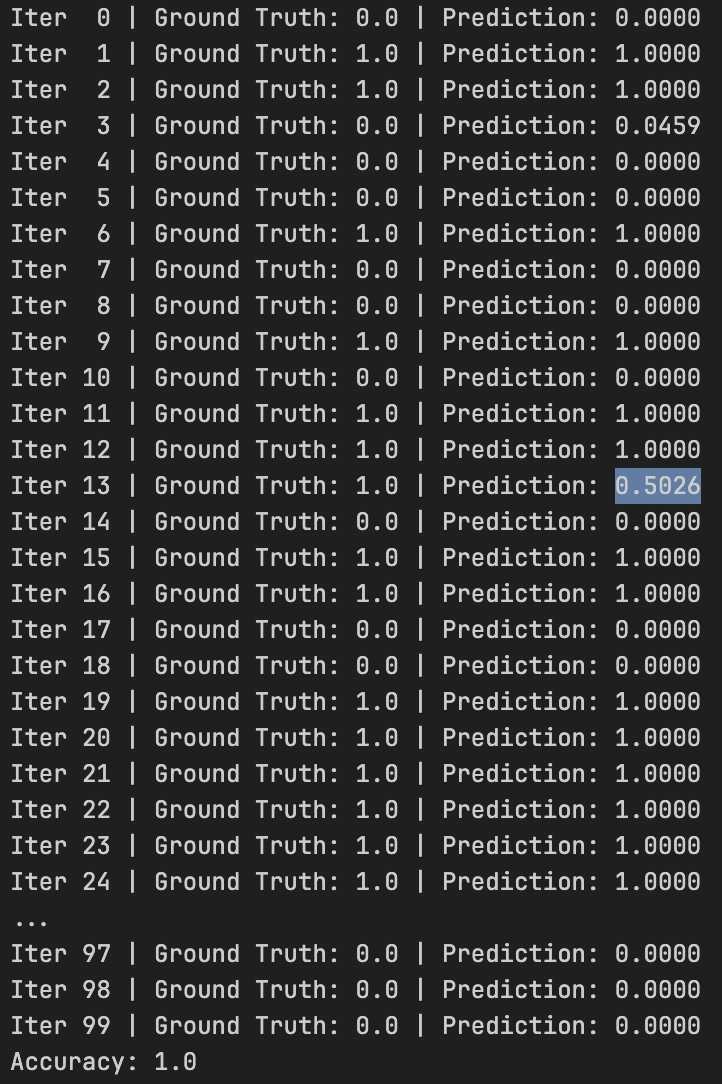 Iter  0 | Ground Truth: 0.0 | Prediction: 0.0000
Iter  1 | Ground Truth: 1.0 | Prediction: 1.0000
Iter  2 | Ground Truth: 1.0 | Prediction: 1.0000
Iter  3 | Ground Truth: 0.0 | Prediction: 0.0459
Iter  4 | Ground Truth: 0.0 | Prediction: 0.0000
Iter  5 | Ground Truth: 0.0 | Prediction: 0.0000
Iter  6 | Ground Truth: 1.0 | Prediction: 1.0000
Iter  7 | Ground Truth: 0.0 | Prediction: 0.0000
Iter  8 | Ground Truth: 0.0 | Prediction: 0.0000
Iter  9 | Ground Truth: 1.0 | Prediction: 1.0000
Iter 10 | Ground Truth: 0.0 | Prediction: 0.0000
Iter 11 | Ground Truth: 1.0 | Prediction: 1.0000
Iter 12 | Ground Truth: 1.0 | Prediction: 1.0000
Iter 13 | Ground Truth: 1.0 | Prediction: 0.5026
Iter 14 | Ground Truth: 0.0 | Prediction: 0.0000
Iter 15 | Ground Truth: 1.0 | Prediction: 1.0000
Iter 16 | Ground Truth: 1.0 | Prediction: 1.0000
Iter 17 | Ground Truth: 0.0 | Prediction: 0.0000
Iter 18 | Ground Truth: 0.0 | Prediction: 0.0000
Iter 19 | Ground Truth: 1.0 | Prediction: 1.0000
Iter 20 | Ground Truth: 1.0 | Prediction: 1.0000
Iter 21 | Ground Truth: 1.0 | Prediction: 1.0000
Iter 22 | Ground Truth: 1.0 | Prediction: 1.0000
Iter 23 | Ground Truth: 1.0 | Prediction: 1.0000
Iter 24 | Ground Truth: 1.0 | Prediction: 1.0000
...
Iter 97 | Ground Truth: 0.0 | Prediction: 0.0000
Iter 98 | Ground Truth: 0.0 | Prediction: 0.0000
Iter 99 | Ground Truth: 0.0 | Prediction: 0.0000
Accuracy: 1.0